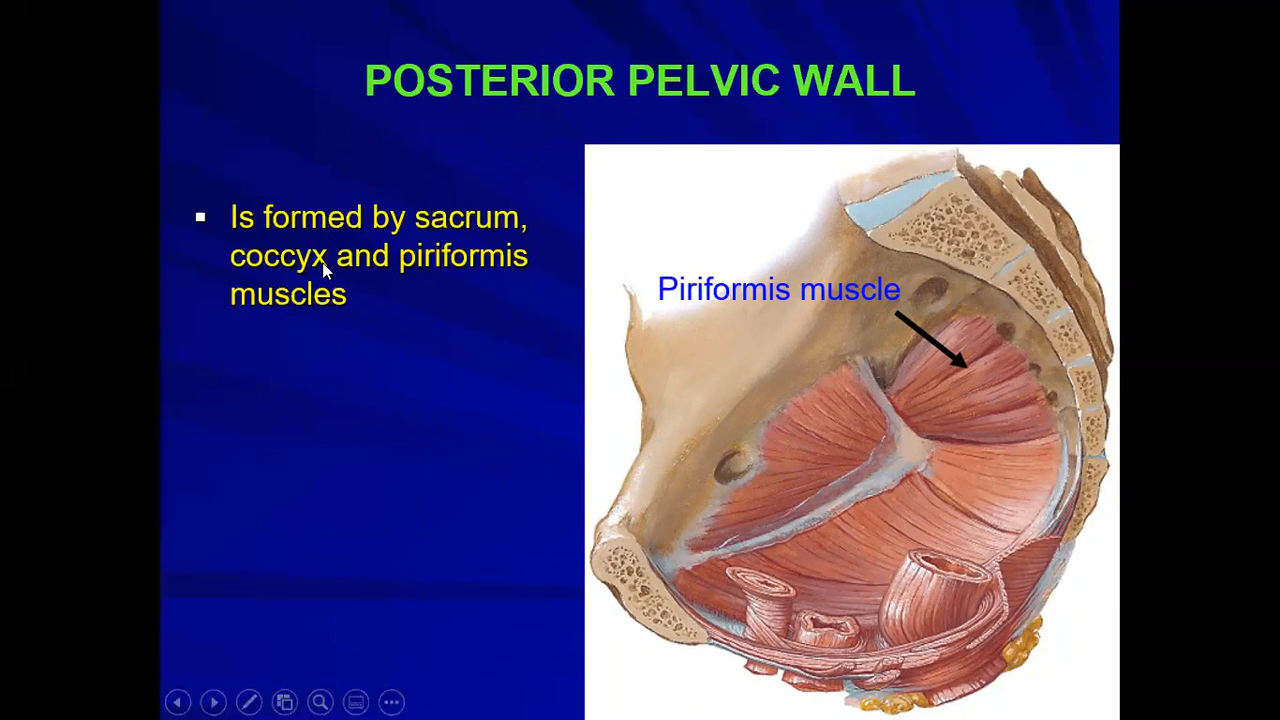 POSTERIOR PELVIC WALL
Is formed by sacrum,
coccyx and piriformis
muscles
Piriformis muscle